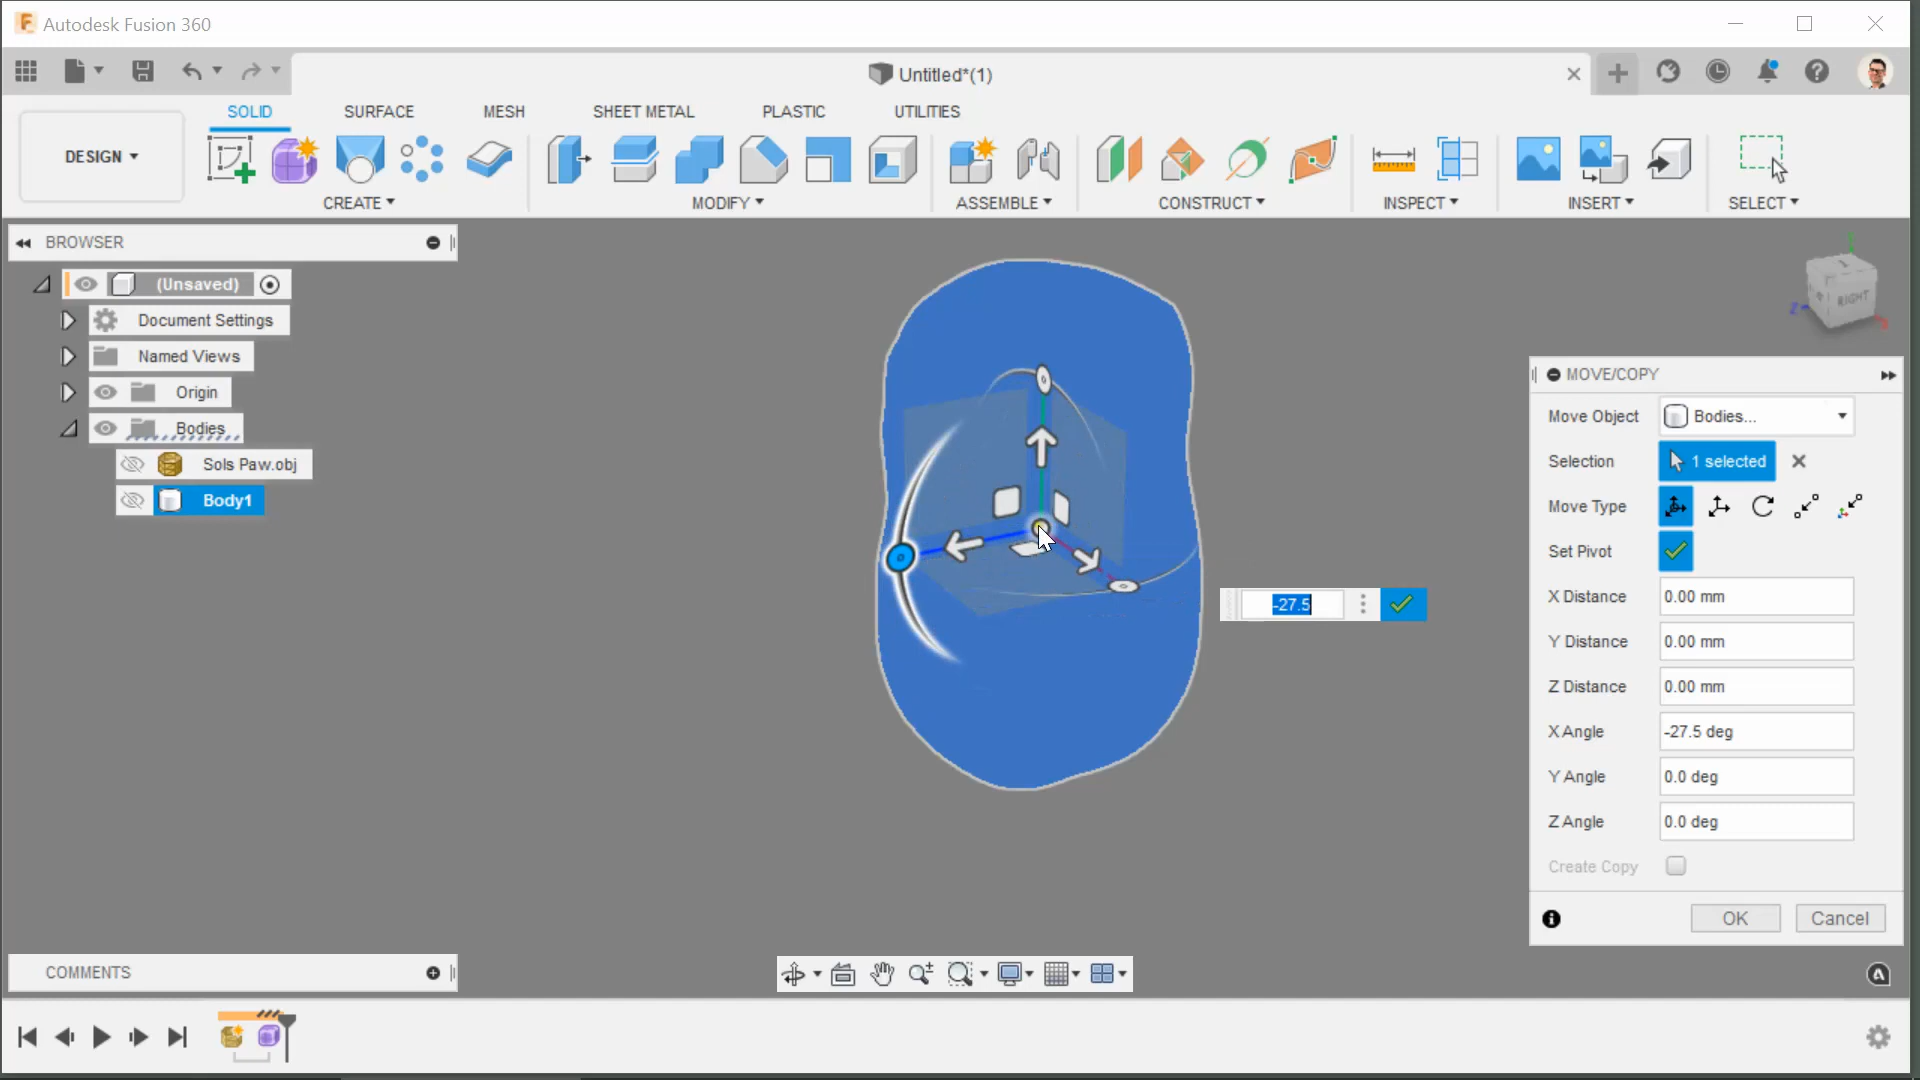 Autodesk Fusion 360
Untitled*(1)
SOLID SURFACE MESH SHEET METAL PLASTIC UTILITIES
DESIGN
CREATE MODIFY ASSEMBLE CONSTRUCT INSPECT INSERT SELECT
BROWSER
(Unsaved)
Document Settings
Named Views
Origin
Bodies
Sols Paw.obj
Body1
RIGHT
Z
MOVE/COPY
Move Object Bodies...
Selection 1 selected
Move Type
Set Pivot
X Distance 0.00 mm
Y Distance 0.00 mm
Z Distance 0.00 mm
X Angle -27.5 deg
Y Angle 0.0 deg
Z Angle 0.0 deg
Create Copy
OK Cancel
-27.5
COMMENTS